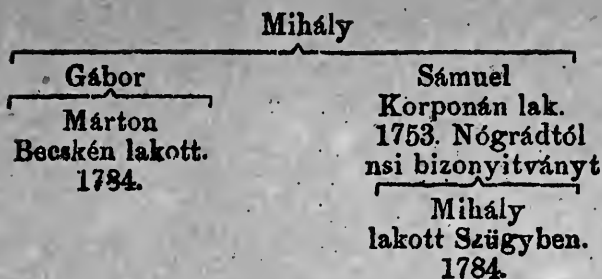 Mihály
Gábor
Márton
Becskén lakott.
1784.
Sámuel
Korponán lak.
1753. Nógrádtól
nsi bizonyitványt
Mihály
lakott Szügyben.
1784.